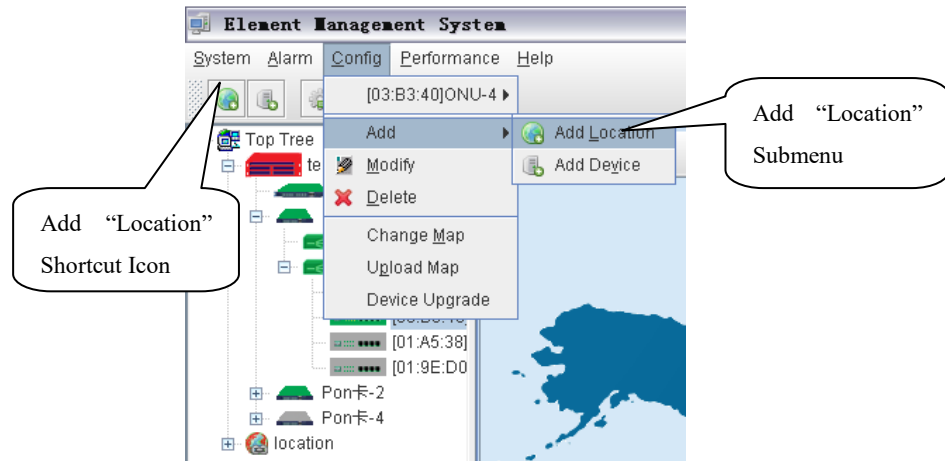 Element Management System
System Alarm Config Performance Help
[03:B3:40]ONU-4
Add
Modify
Delete
Change Map
Upload Map
Device Upgrade
Add Location
Add Device
Add “Location”
Submenu
Add “Location”
Shortcut Icon
Top Tree
te
[01:A5:38]
[01:9E:D0
Pon卡-2
Pon卡-4
location